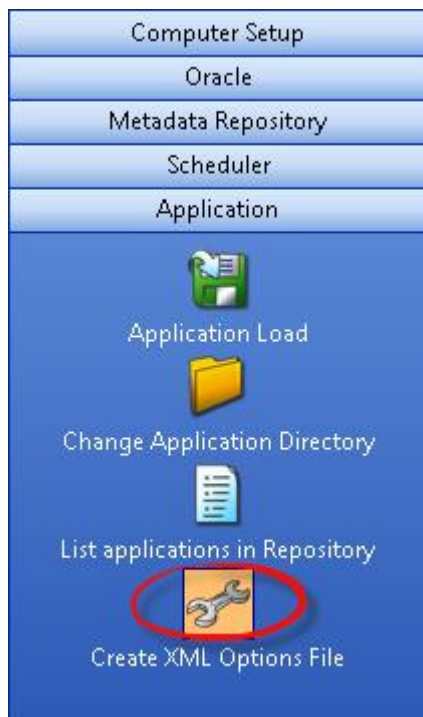 Computer Setup
Oracle
Metadata Repository
Scheduler
Application
Application Load
Change Application Directory
List applications in Repository
Create XML Options File